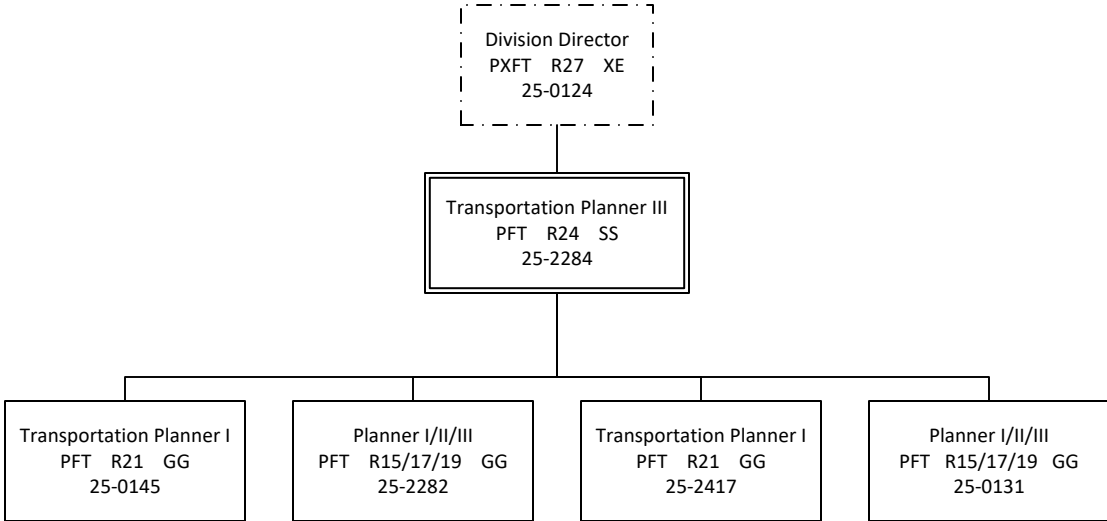 Division Director
PXFT R27 XE
25-0124
Transportation Planner III
PFT R24 SS
25-2284
Transportation Planner I
PFT R21 GG
25-0145
Planner I/II/III
PFT R15/17/19 GG
25-2282
Transportation Planner I
PFT R21 GG
25-2417
Planner I/II/III
PFT R15/17/19 GG
25-0131